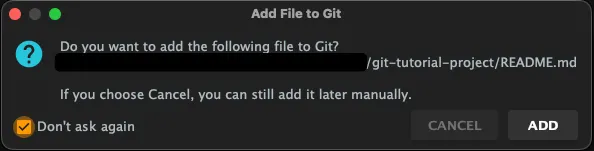 Add File to Git
Do you want to add the following file to Git?
/git-tutorial-project/README.md
If you choose Cancel, you can still add it later manually.
Don't ask again
CANCEL
ADD